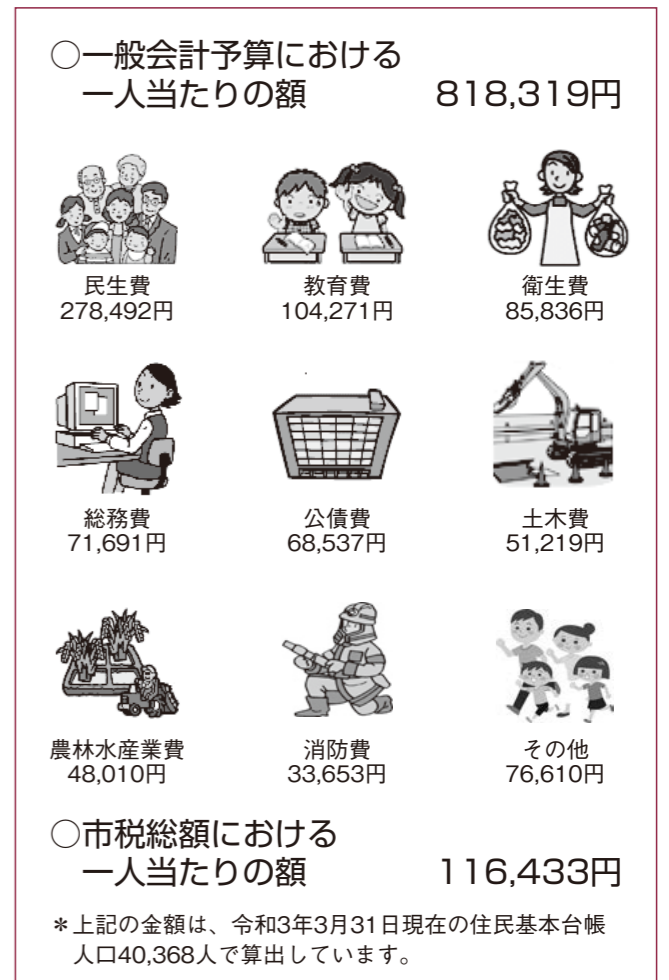 ○一般会計予算における
一人当たりの額 818,319円
民生費
278,492円
教育費
104,271円
衛生費
85,836円
総務費
71,691円
公債費
68,537円
土木費
51,219円
農林水産業費
48,010円
消防費
33,653円
その他
76,610円
○市税総額における
一人当たりの額 116,433円
＊上記の金額は、令和3年3月31日現在の住民基本台帳
人口40,368人で算出しています。